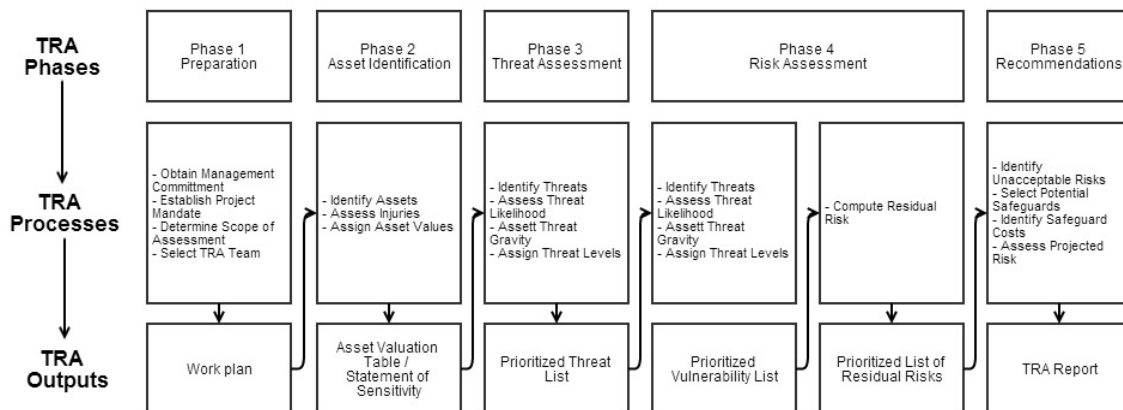 TRA
Phases
Phase 1
Preparation
Phase 2
Asset Identification
Phase 3
Threat Assessment
Phase 4
Risk Assessment
Phase 5
Recommendations
TRA
Processes
- Obtain Management
Committment
- Establish Project
Mandate
- Determine Scope of
Assessment
- Select TRA Team
- Identify Assets
- Assess Injuries
- Assign Asset Values
- Identify Threats
- Assess Threat
Likelihood
- Assett Threat
Gravity
- Assign Threat Levels
- Identify Threats
- Assess Threat
Likelihood
- Assett Threat
Gravity
- Assign Threat Levels
- Compute Residual
Risk
- Identify
Unacceptable Risks
- Select Potential
Safeguards
- Identify Safeguard
Costs
- Assess Projected
Risk
TRA
Outputs
Work plan
Asset Valuation
Table /
Statement of
Sensitivity
Prioritized Threat
List
Prioritized
Vulnerability List
Prioritized List of
Residual Risks
TRA Report